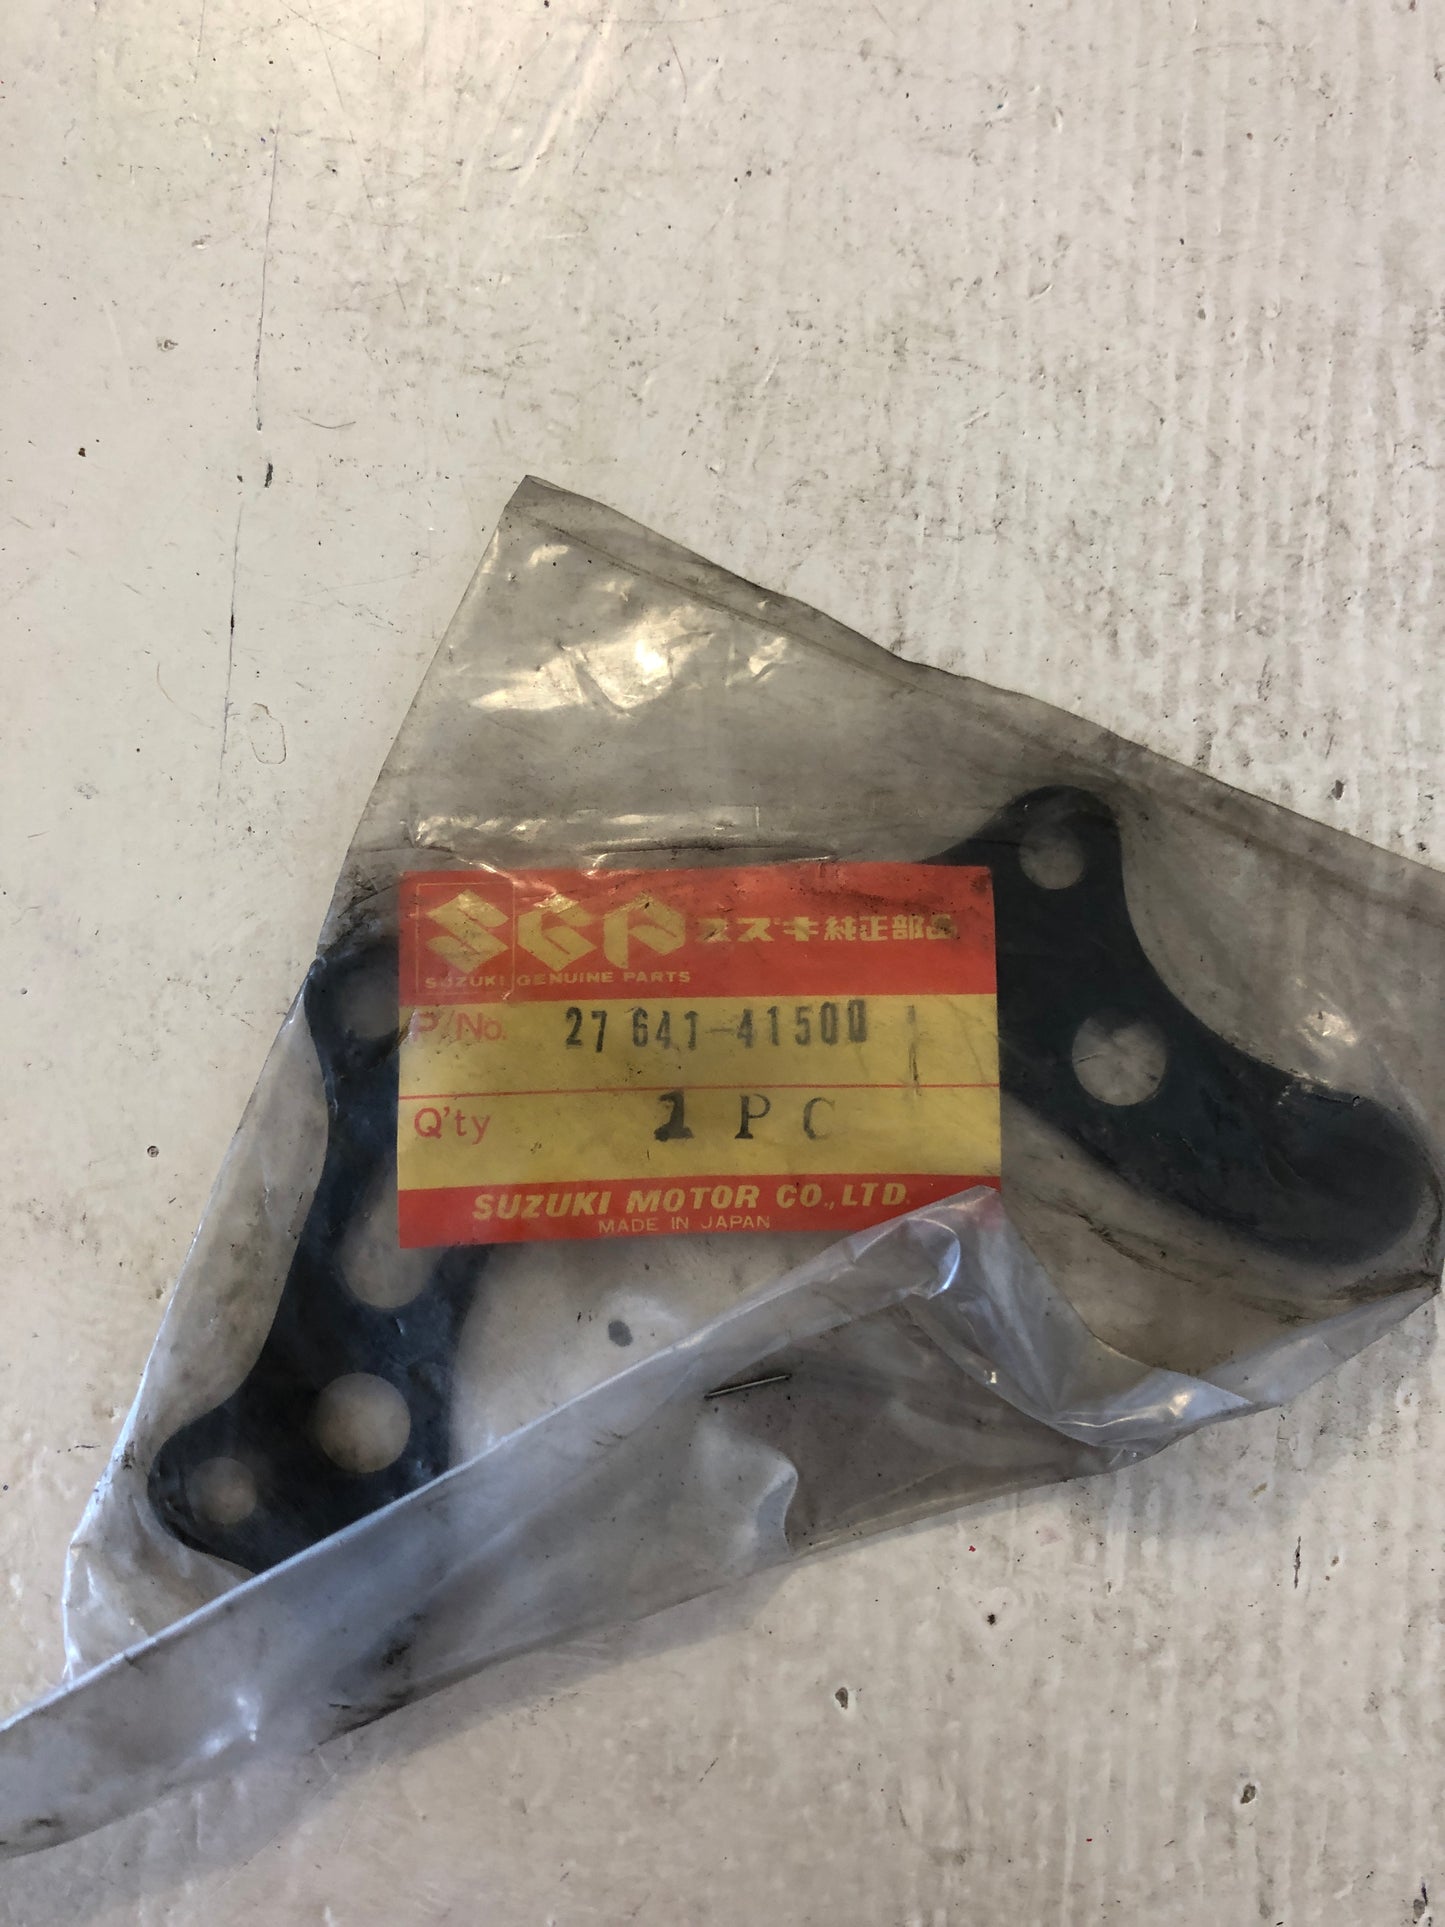 SGP スズキ純正部品
SUZUKI GENUINE PARTS
P/No. 27641-41500
Q'ty 1 PC
SUZUKI MOTOR CO., LTD.
MADE IN JAPAN